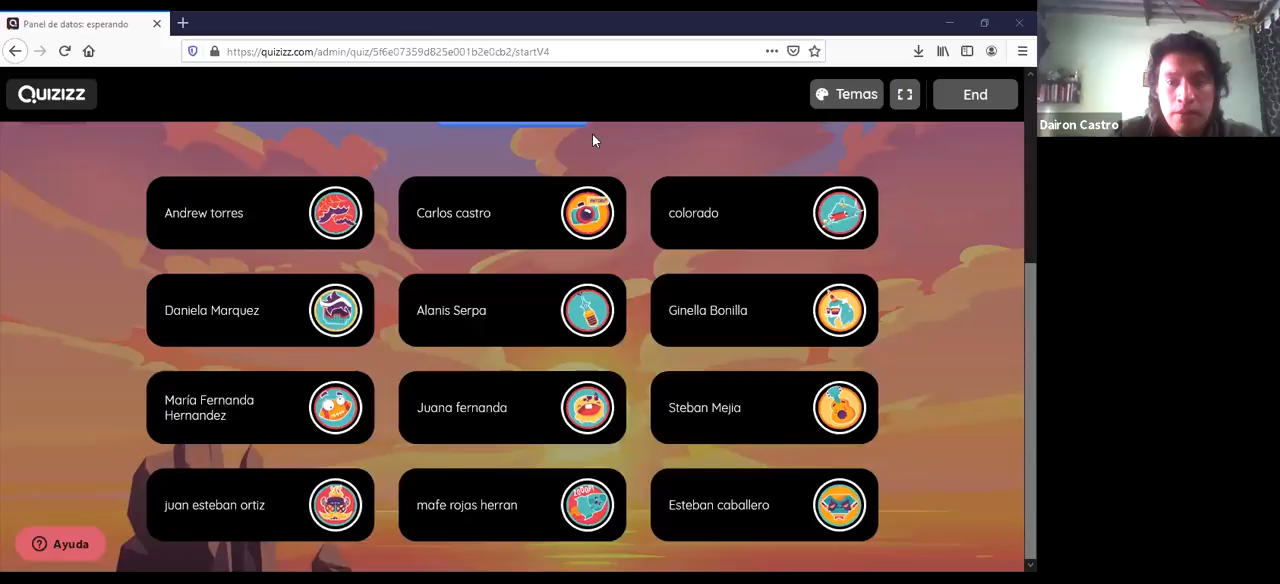 Panel de datos: esperando
https://quizizz.com/admin/quiz/5f6e07359d825e001b2e0cb2/startV4
QUIZIZZ
Temas
End
Dairon Castro
Andrew torres
Carlos castro
colorado
Daniela Marquez
Alanis Serpa
Ginella Bonilla
María Fernanda
Hernandez
Juana fernanda
Steban Mejia
juan esteban ortiz
mafe rojas herran
Esteban caballero
Ayuda